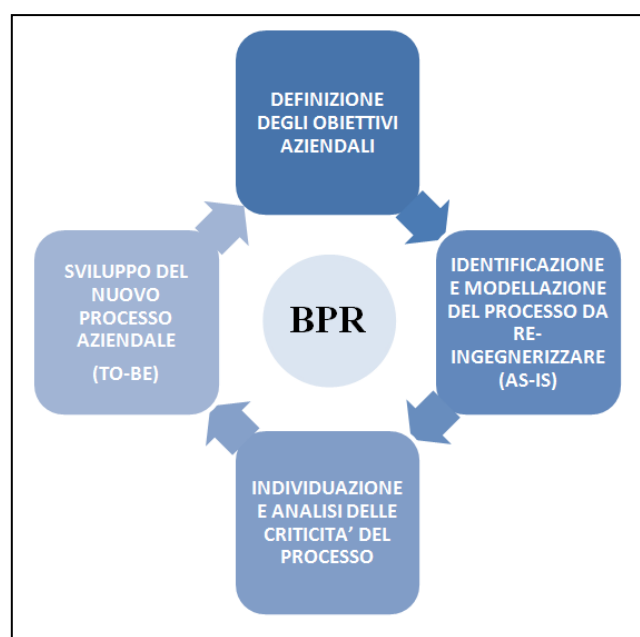 DEFINIZIONE
DEGLI OBIETTIVI
AZIENDALI
IDENTIFICAZIONE
E MODELLAZIONE
DEL PROCESSO DA
RE-
INGEGNERIZZARE
(AS-IS)
INDIVIDUAZIONE
E ANALISI DELLE
CRITICITA’ DEL
PROCESSO
SVILUPPO DEL
NUOVO
PROCESSO
AZIENDALE
(TO-BE)
BPR